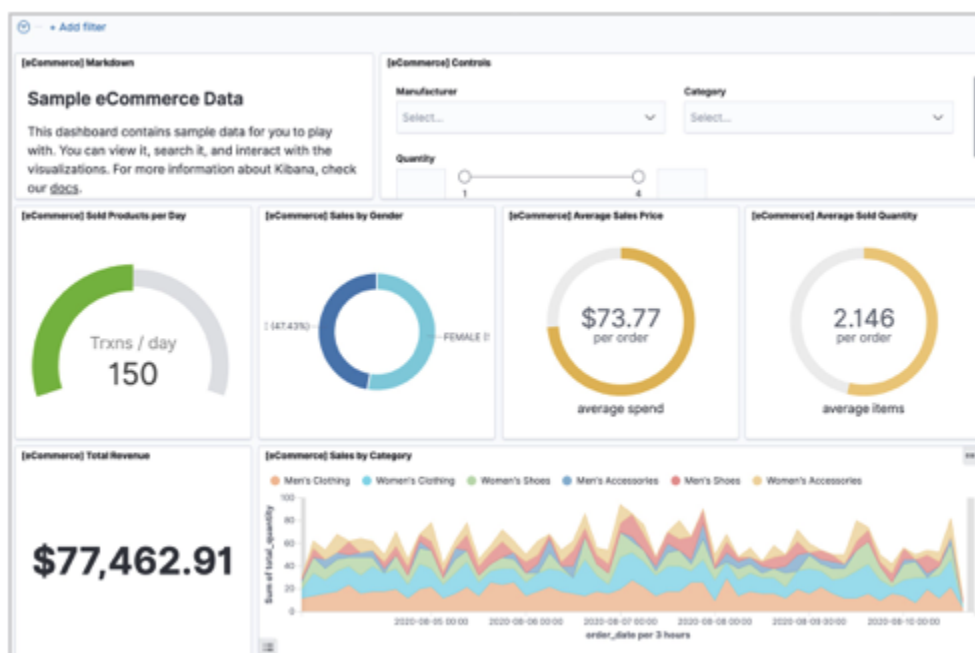 + Add filter
[eCommerce] Markdown
Sample eCommerce Data
This dashboard contains sample data for you to play
with. You can view it, search it, and interact with the
visualizations. For more information about Kibana, check
our docs.
[eCommerce] Controls
Manufacturer
Category
Select...
Select...
Quantity
1
4
[eCommerce] Sold Products per Day
Trxns / day
150
[eCommerce] Sales by Gender
(47.43%)
FEMALE
[eCommerce] Average Sales Price
$73.77
per order
average spend
[eCommerce] Average Sold Quantity
2.146
per order
average items
[eCommerce] Total Revenue
$77,462.91
[eCommerce] Sales by Category
Men's Clothing Women's Clothing Women's Shoes Men's Accessories Men's Shoes Women's Accessories
Sum of total_quantity
100
80
60
40
20
0
2020-08-05 00:00 2020-08-06 00:00 2020-08-07 00:00 2020-08-08 00:00 2020-08-09 00:00 2020-08-10 00:00
order_date per 3 hours